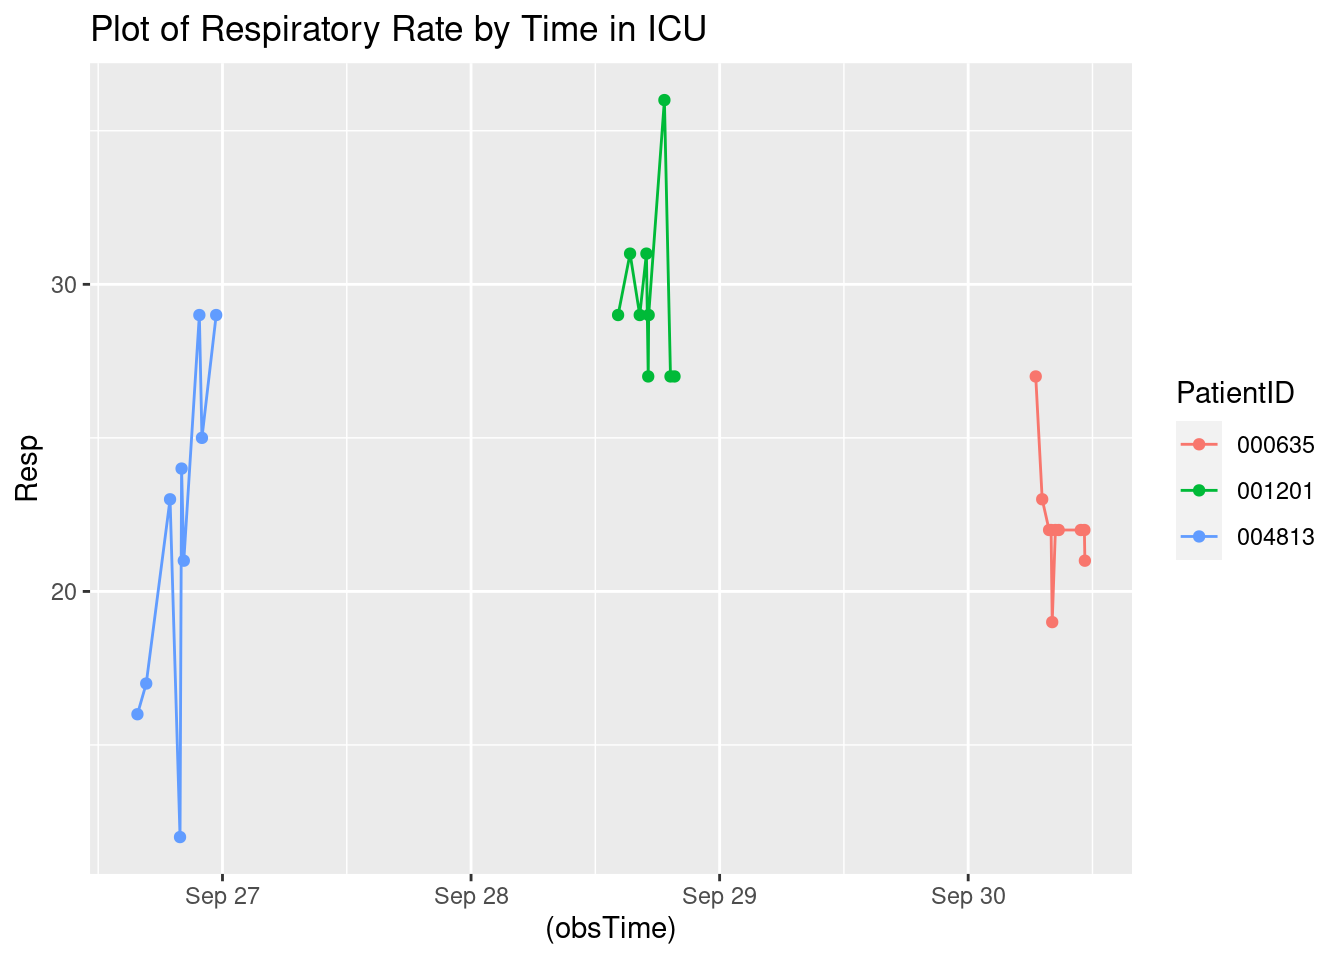 Plot of Respiratory Rate by Time in ICU
30
20
Resp
Sep 27
Sep 28
Sep 29
Sep 30
(obsTime)
PatientID
000635
001201
004813